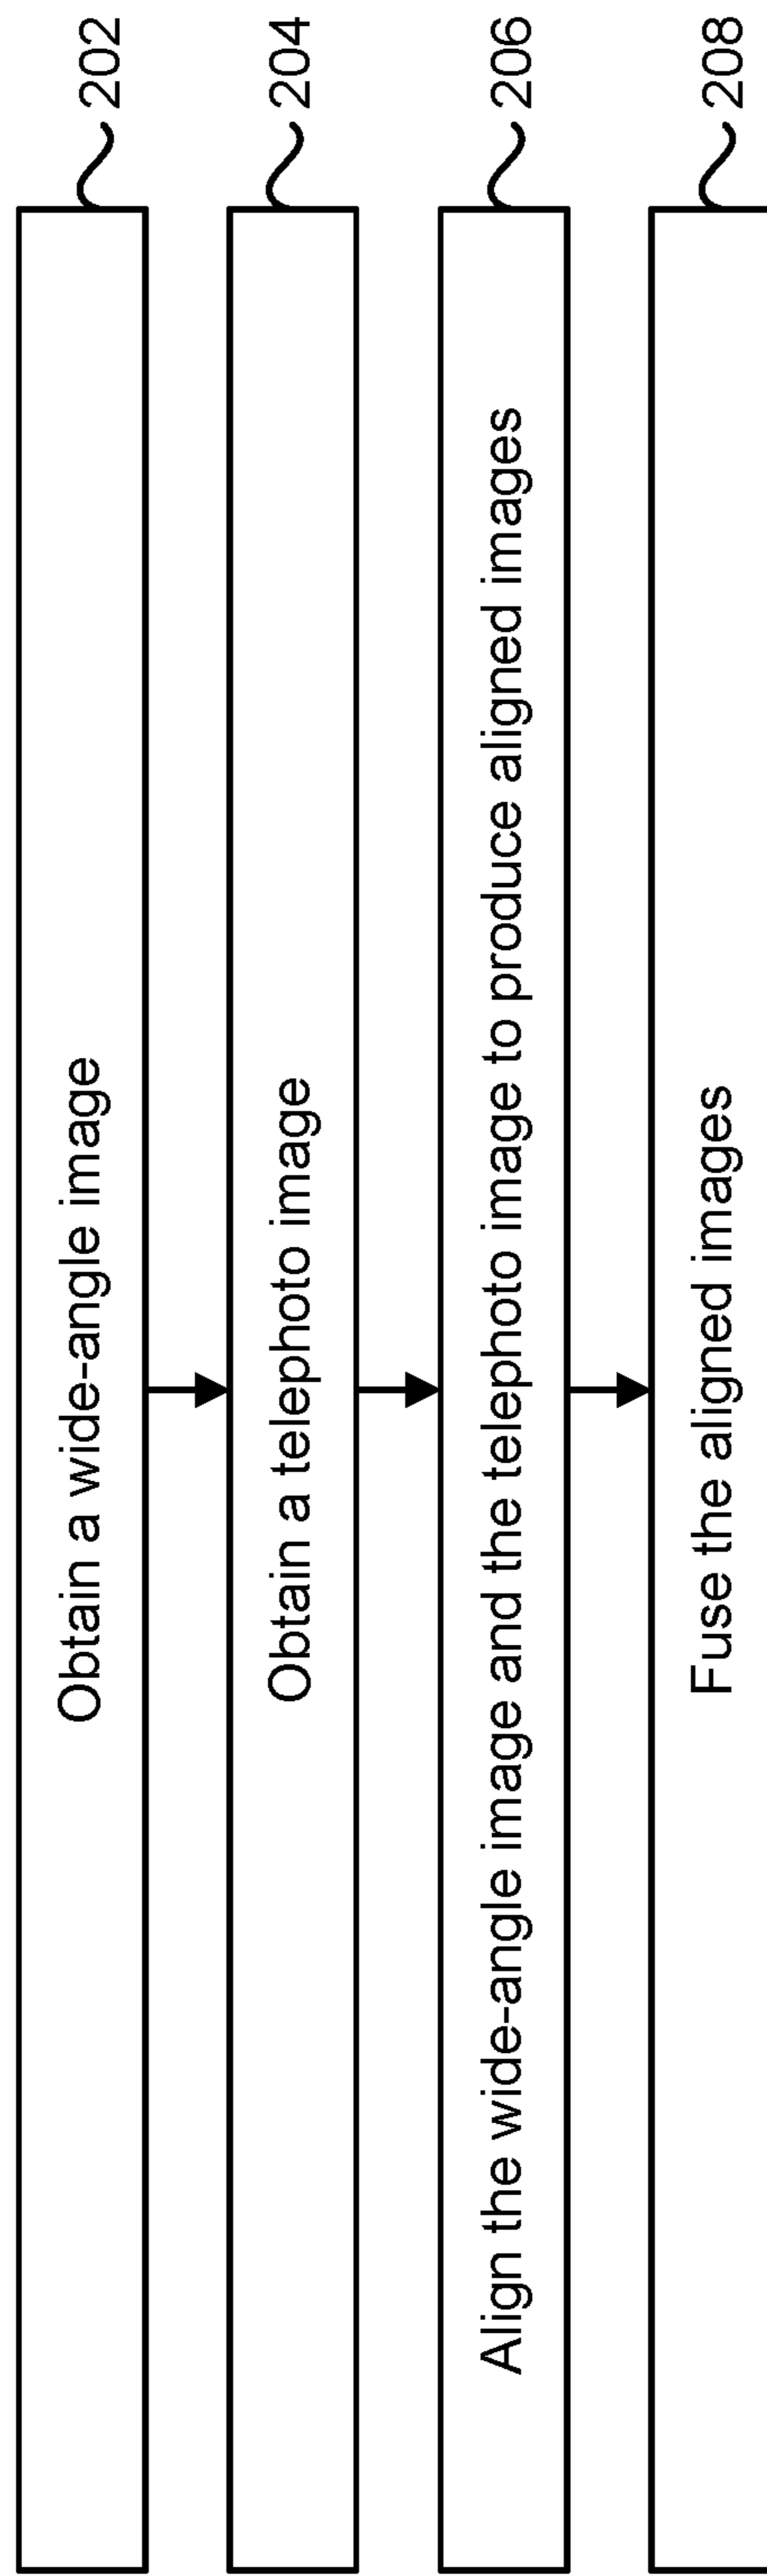 Obtain a wide-angle image
202
Obtain a telephoto image
204
Align the wide-angle image and the telephoto image to produce aligned images
206
Fuse the aligned images
208